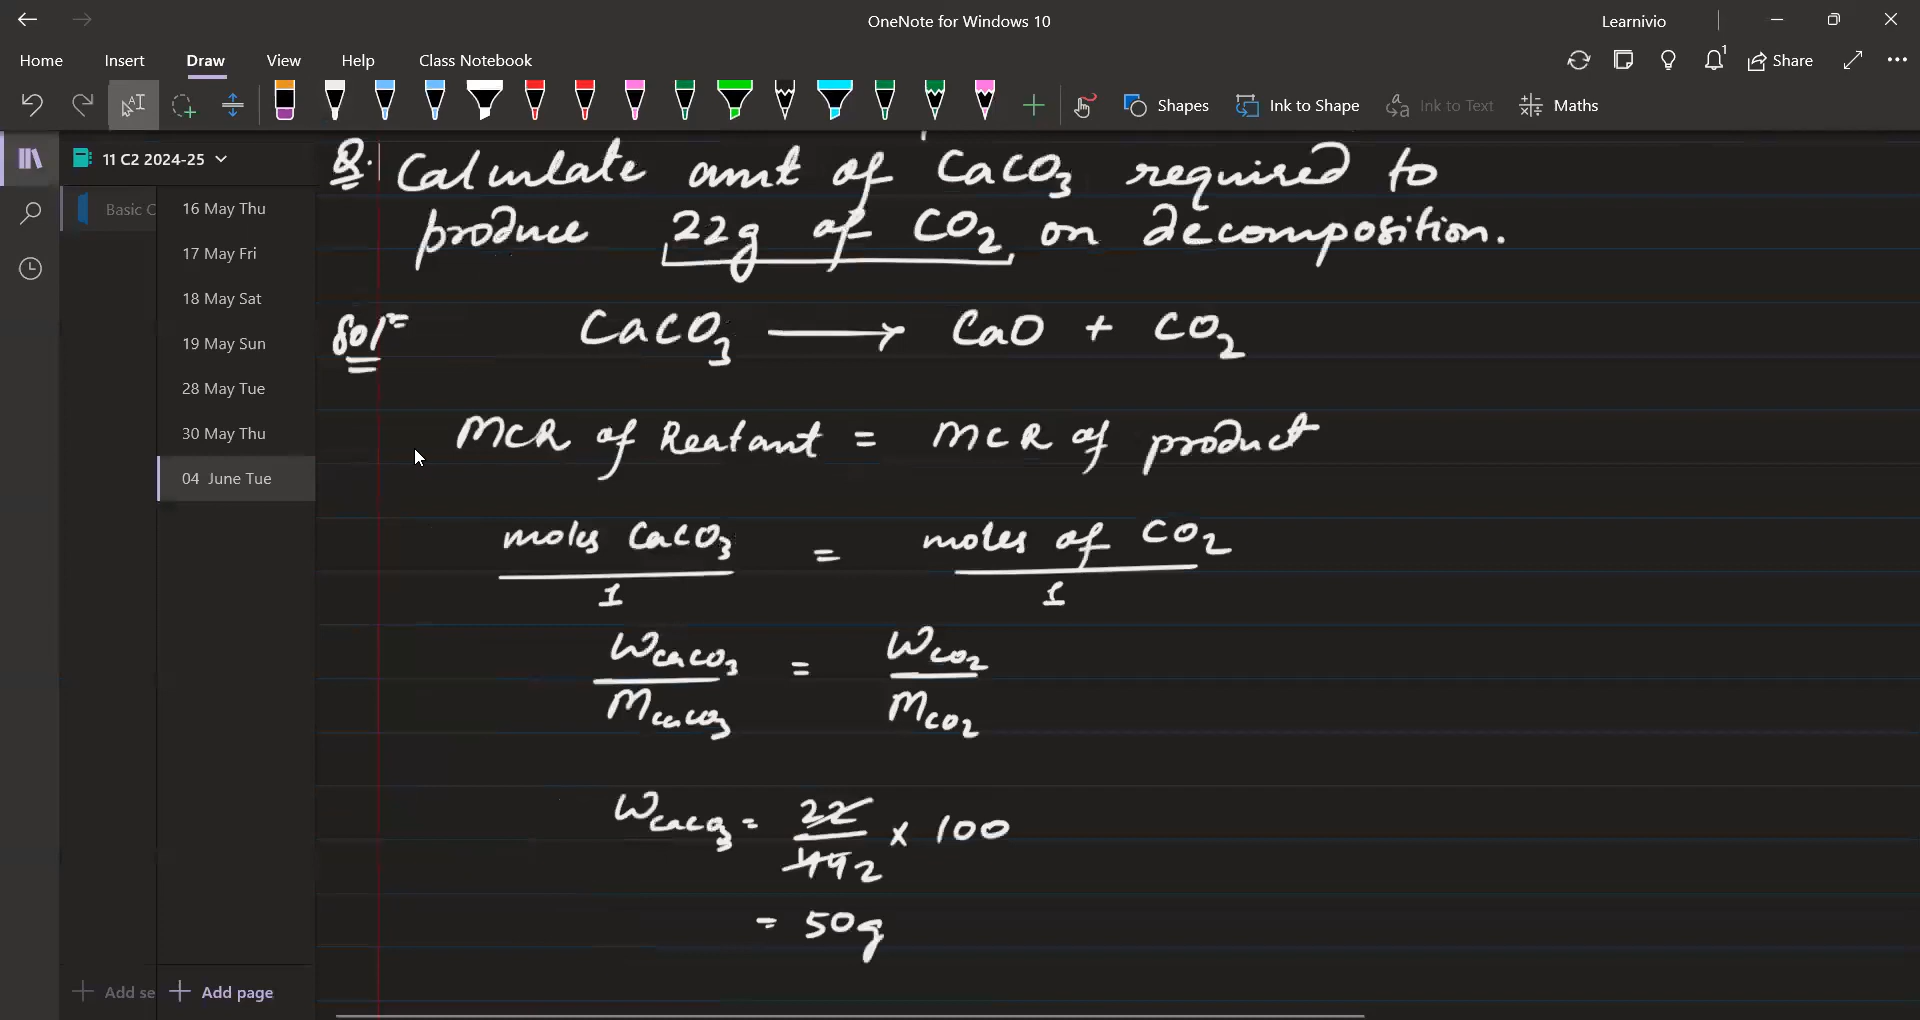 OneNote for Windows 10
Learnivio
Home Insert Draw View Help Class Notebook
1
Share
Shapes Ink to Shape Ink to Text Maths
11 C2 2024-25
Basic C
16 May Thu
17 May Fri
18 May Sat
19 May Sun
28 May Tue
30 May Thu
04 June Tue
Add se
Add page
Q. Calculate amt of CaCO₃ required to
produce 22g of CO₂ on decomposition.
Solⁿ CaCO₃ → CaO + CO₂
MCR of Reatant = MCR of product
moles CaCO₃ / 1 = moles of CO₂ / 1
W CaCO₃ / M CaCO₃ = W CO₂ / M CO₂
W CaCO₃ = 22 / 44 2 × 100
= 50g